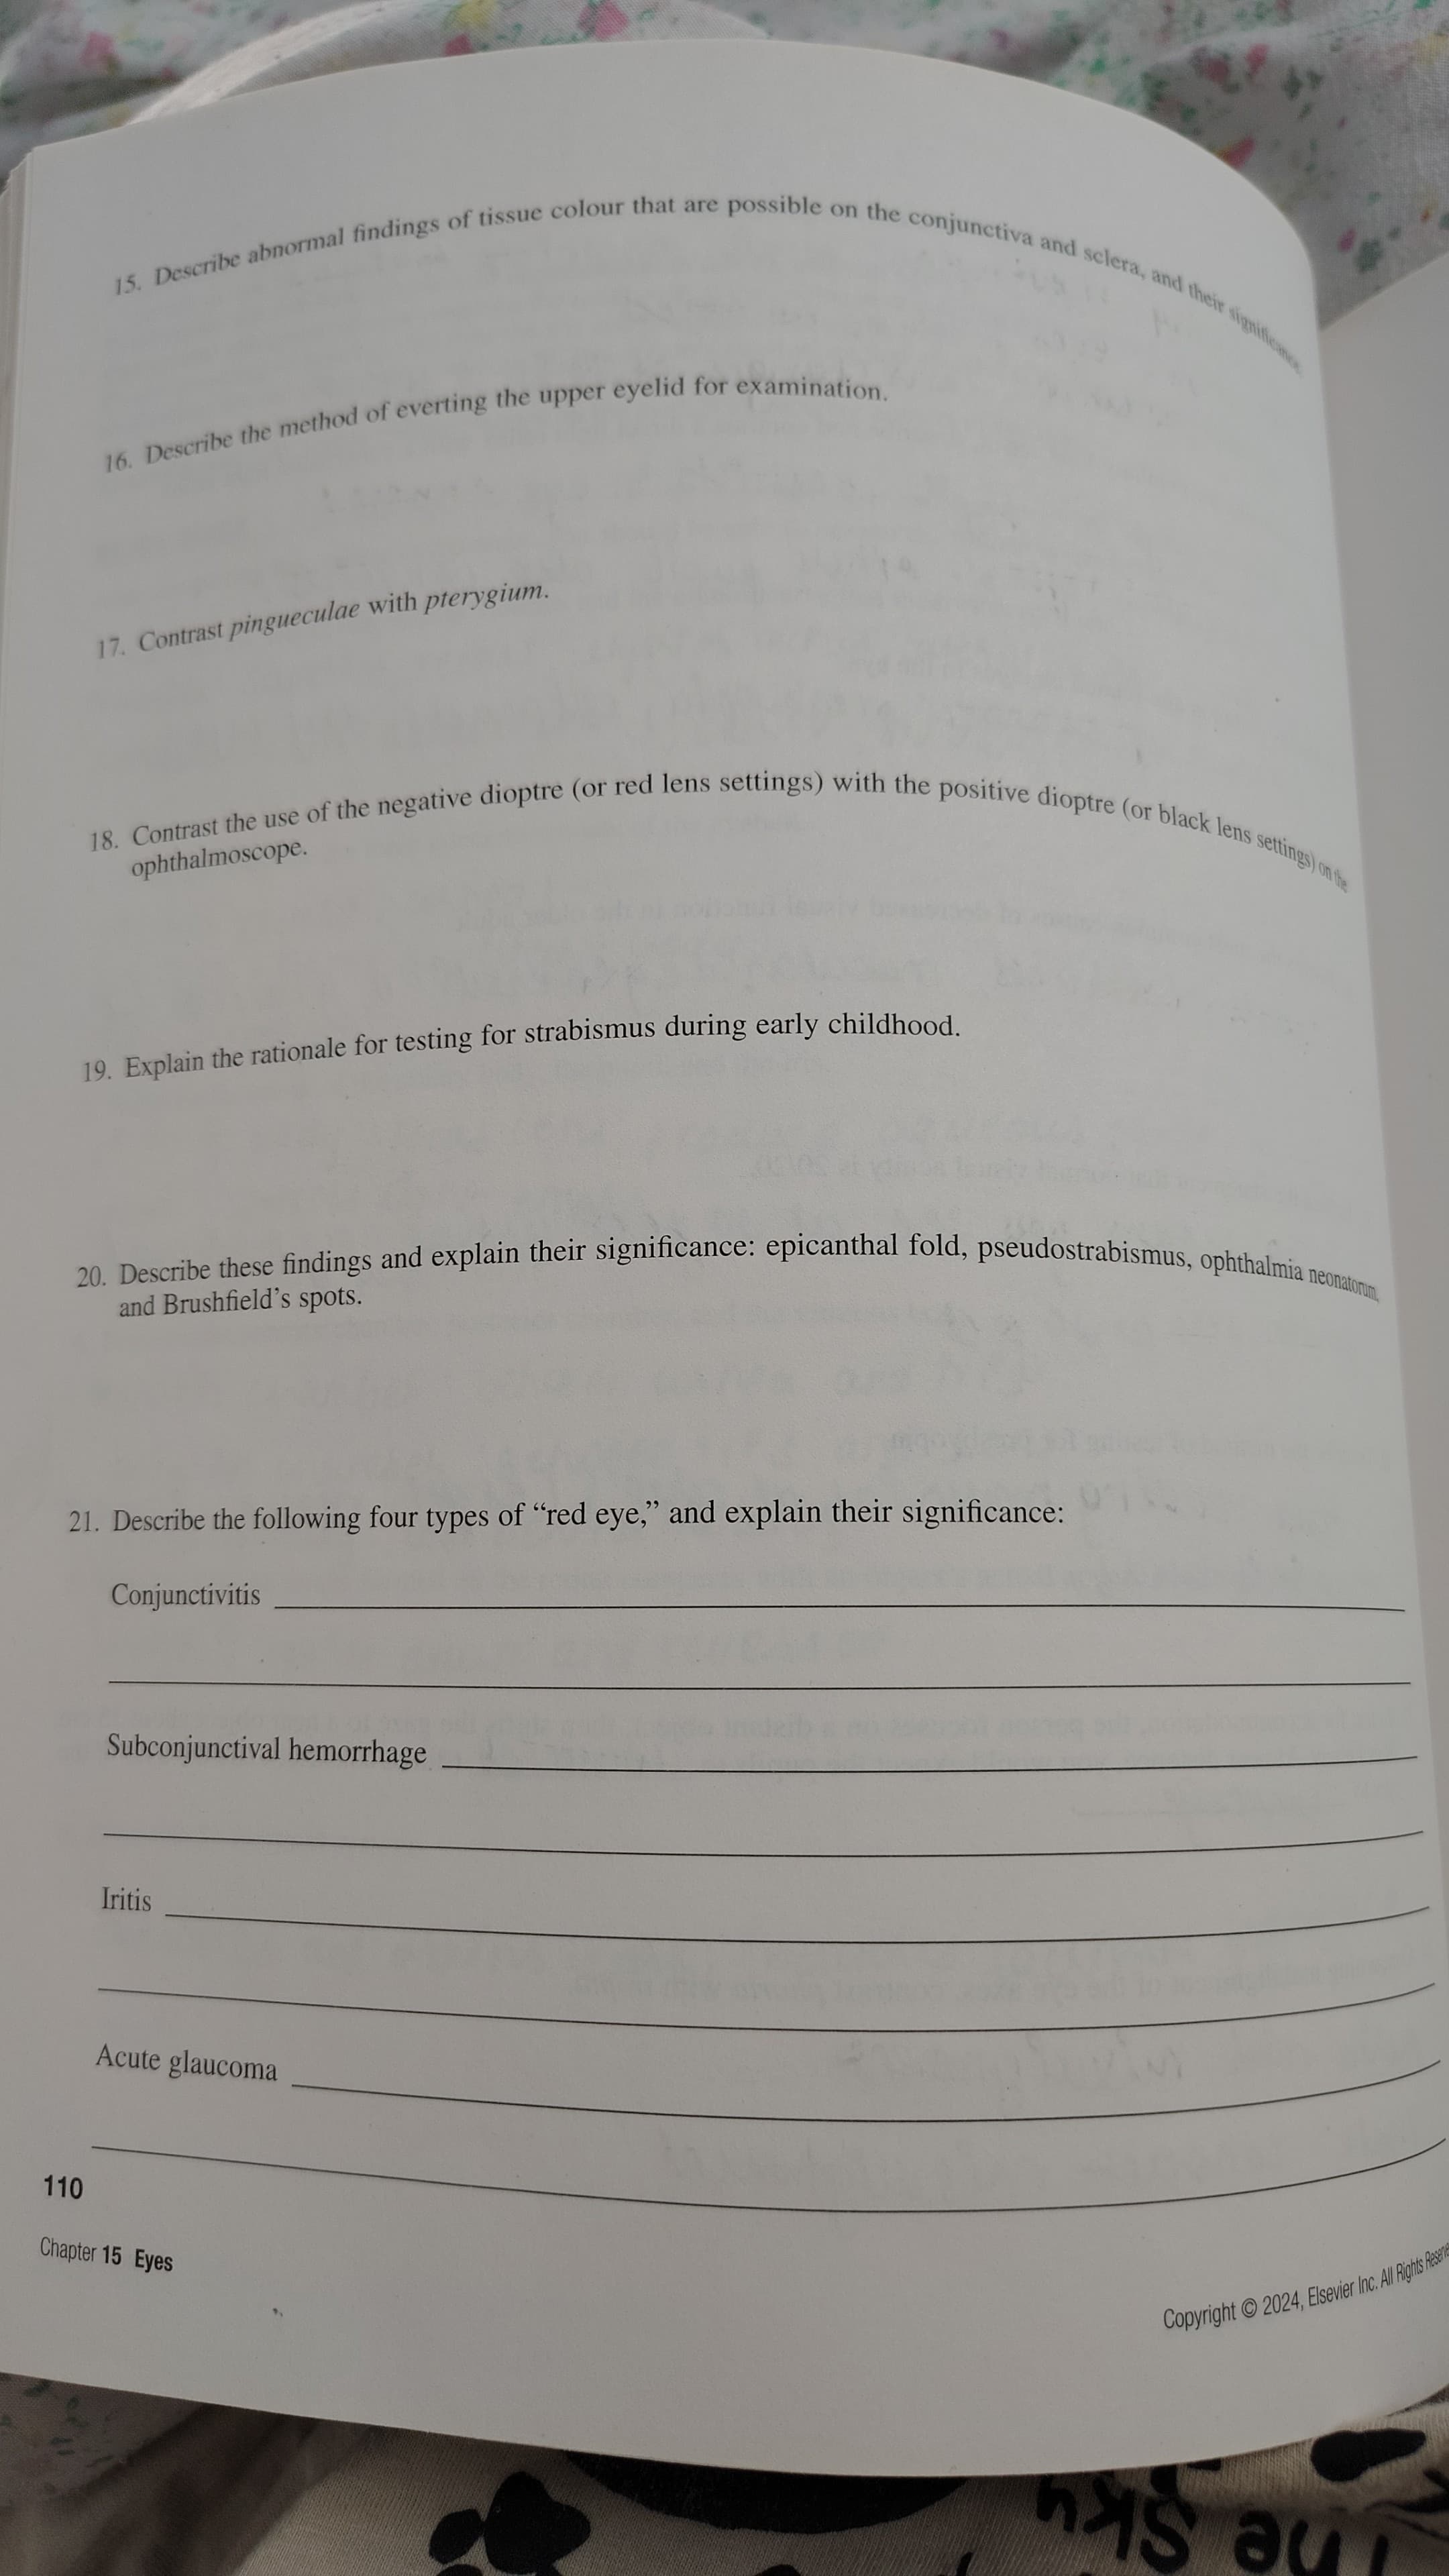 15. Describe abnormal findings of tissue colour that are possible on the conjunctiva and sclera, and their significance.
16. Describe the method of everting the upper eyelid for examination.
17. Contrast pingueculae with pterygium.
18. Contrast the use of the negative dioptre (or red lens settings) with the positive dioptre (or black lens settings) on the
ophthalmoscope.
19. Explain the rationale for testing for strabismus during early childhood.
20. Describe these findings and explain their significance: epicanthal fold, pseudostrabismus, ophthalmia neonatorum,
and Brushfield's spots.
21. Describe the following four types of “red eye,” and explain their significance:
Conjunctivitis
Subconjunctival hemorrhage
Iritis
Acute glaucoma
110
Chapter 15 Eyes
Copyright © 2024, Elsevier Inc. All Rights
the sky